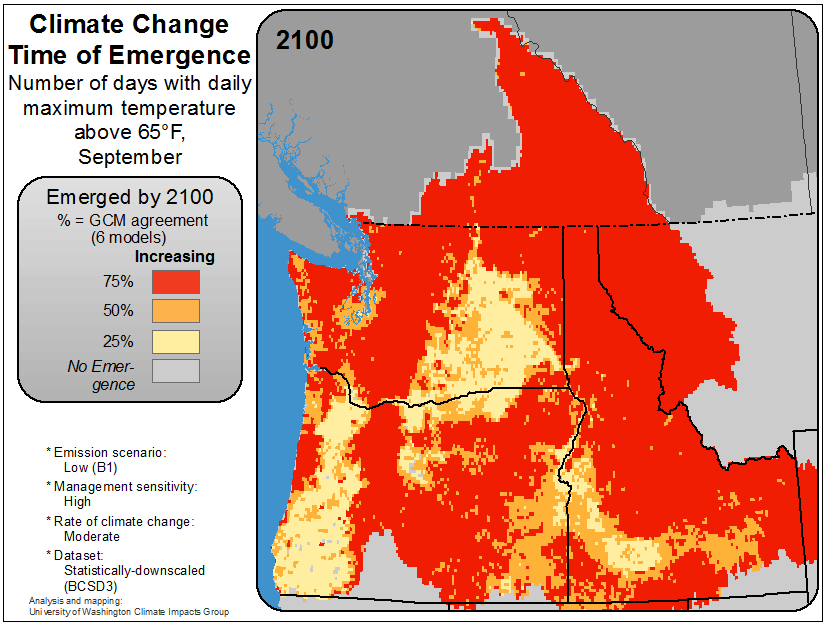 Climate Change
Time of Emergence
Number of days with daily
maximum temperature
above 65°F,
September
2100
Emerged by 2100
% = GCM agreement
(6 models)
Increasing
75%
50%
25%
No Emer-
gence
* Emission scenario:
Low (B1)
* Management sensitivity:
High
* Rate of climate change:
Moderate
* Dataset:
Statistically-downscaled
(BCSD3)
Analysis and mapping:
University of Washington Climate Impacts Group